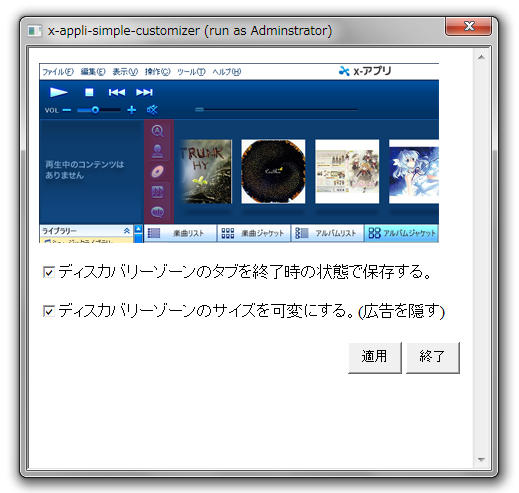 x-appli-simple-customizer (run as Adminstrator)
ファイル(F) 編集(E) 表示(V) 操作(C) ツール(T) ヘルプ(H) x-アプリ
VOL
再生中のコンテンツは
ありません
TRUNK
HY
ライブラリー 楽曲リスト 楽曲ジャケット アルバムリスト アルバムジャケット
ディスカバリーゾーンのタブを終了時の状態で保存する。
ディスカバリーゾーンのサイズを可変にする。(広告を隠す)
適用 終了